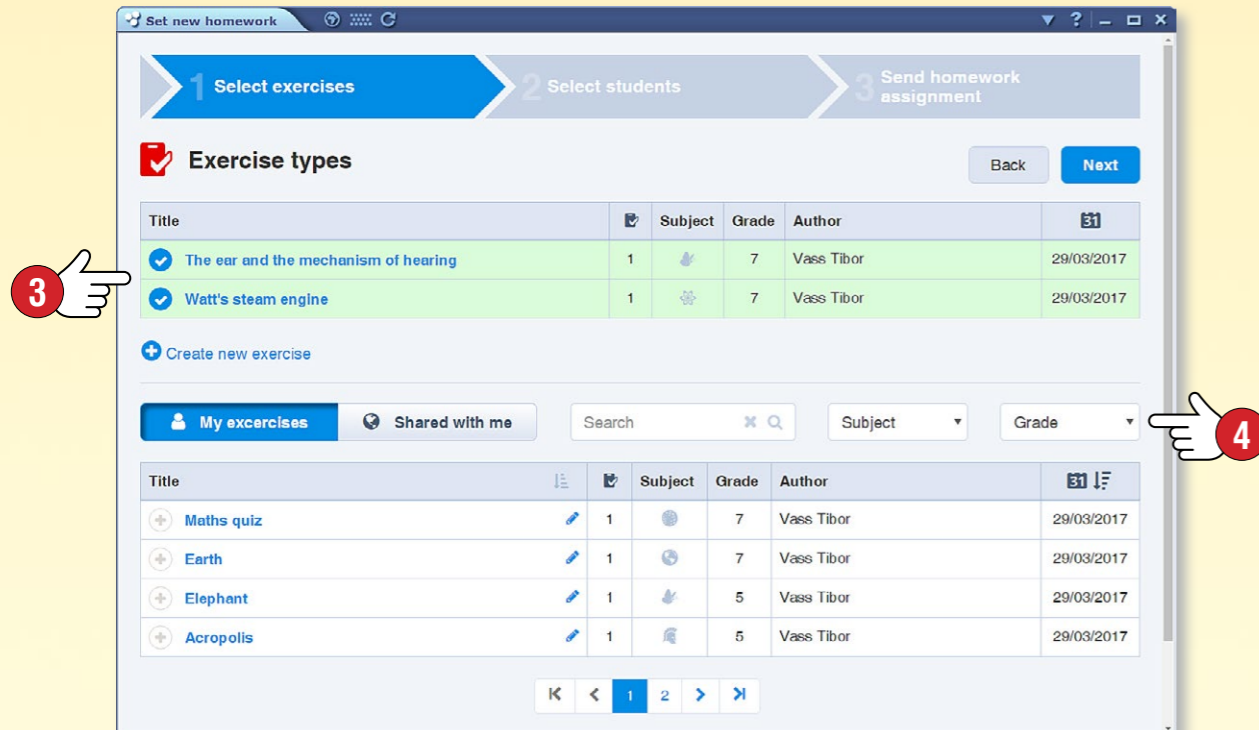 Set new homework
1 Select exercises
2 Select students
3 Send homework
assignment
Exercise types
Back
Next
Title Subject Grade Author 31
The ear and the mechanism of hearing 1 7 Vass Tibor 29/03/2017
Watt's steam engine 1 7 Vass Tibor 29/03/2017
3
Create new exercise
My excercises
Shared with me
Search
Subject
Grade
4
Title Subject Grade Author 31
Maths quiz 1 7 Vass Tibor 29/03/2017
Earth 1 7 Vass Tibor 29/03/2017
Elephant 1 5 Vass Tibor 29/03/2017
Acropolis 1 5 Vass Tibor 29/03/2017
1 2